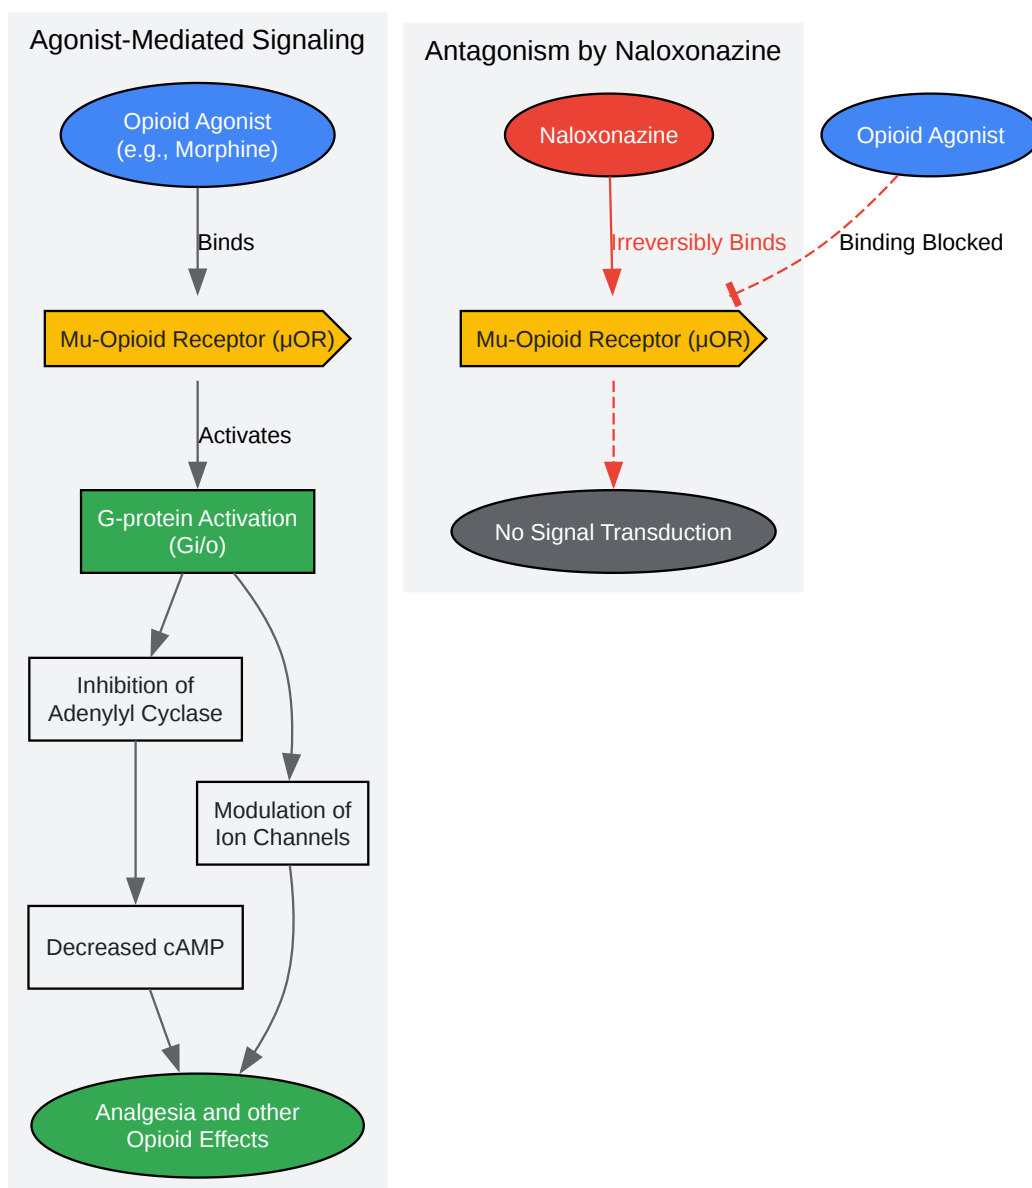 Agonist-Mediated Signaling
Opioid Agonist
(e.g., Morphine)
Binds
Mu-Opioid Receptor (μOR)
Activates
G-protein Activation
(Gi/o)
Inhibition of
Adenylyl Cyclase
Modulation of
Ion Channels
Decreased cAMP
Analgesia and other
Opioid Effects
Antagonism by Naloxonazine
Naloxonazine
Opioid Agonist
Irreversibly Binds
Binding Blocked
Mu-Opioid Receptor (μOR)
No Signal Transduction